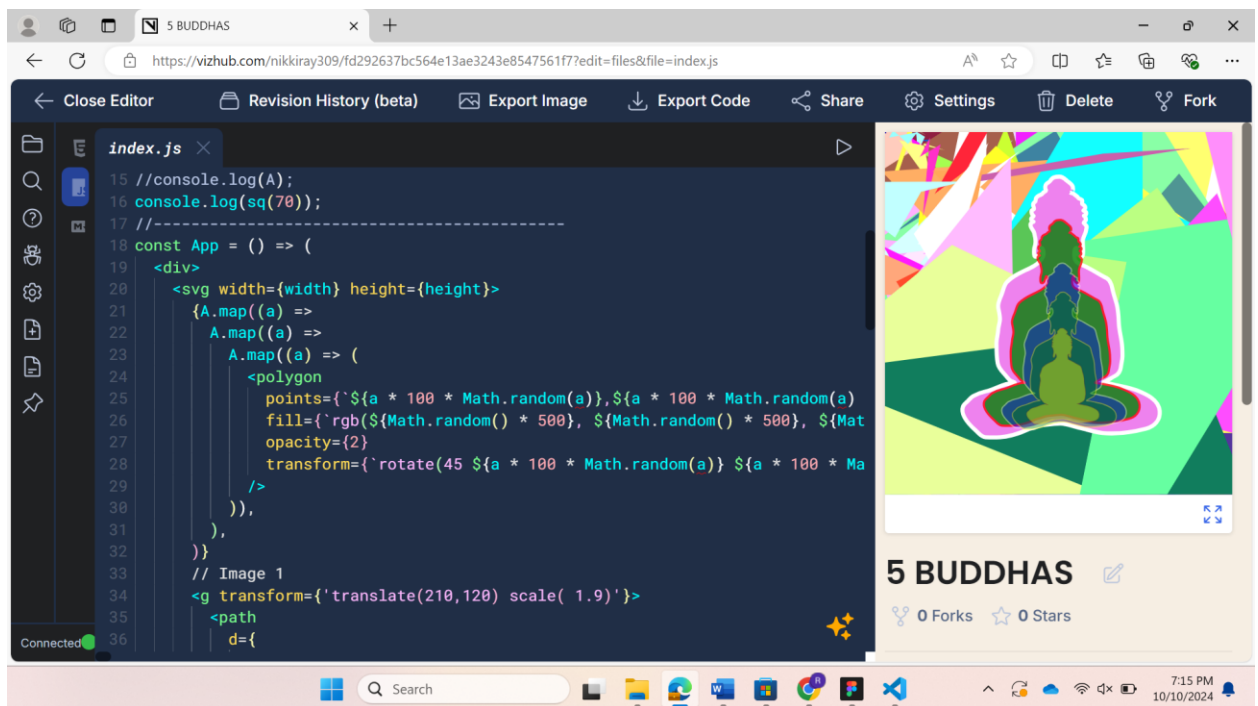 5 BUDDHAS
https://vizhub.com/nikkiray309/fd292637bc564e13ae3243e8547561f7?edit=files&file=index.js
Close Editor Revision History (beta) Export Image Export Code Share Settings Delete Fork
index.js
15 //console.log(A);
16 console.log(sq(70));
17 //-----------------------------------------
18 const App = () => (
19 <div>
20 <svg width={width} height={height}>
21 {A.map((a) =>
22 A.map((a) =>
23 A.map((a) => (
24 <polygon
25 points={`${a * 100 * Math.random(a)},${a * 100 * Math.random(a)
26 fill={`rgb(${Math.random() * 500}, ${Math.random() * 500}, ${Mat
27 opacity={2}
28 transform={`rotate(45 ${a * 100 * Math.random(a)} ${a * 100 * Ma
29 />
30 )),
31 ),
32 )}
33 // Image 1
34 <g transform={'translate(210,120) scale( 1.9)'}>
35 <path
36 d={
Connected
5 BUDDHAS
0 Forks 0 Stars
Search
7:15 PM
10/10/2024